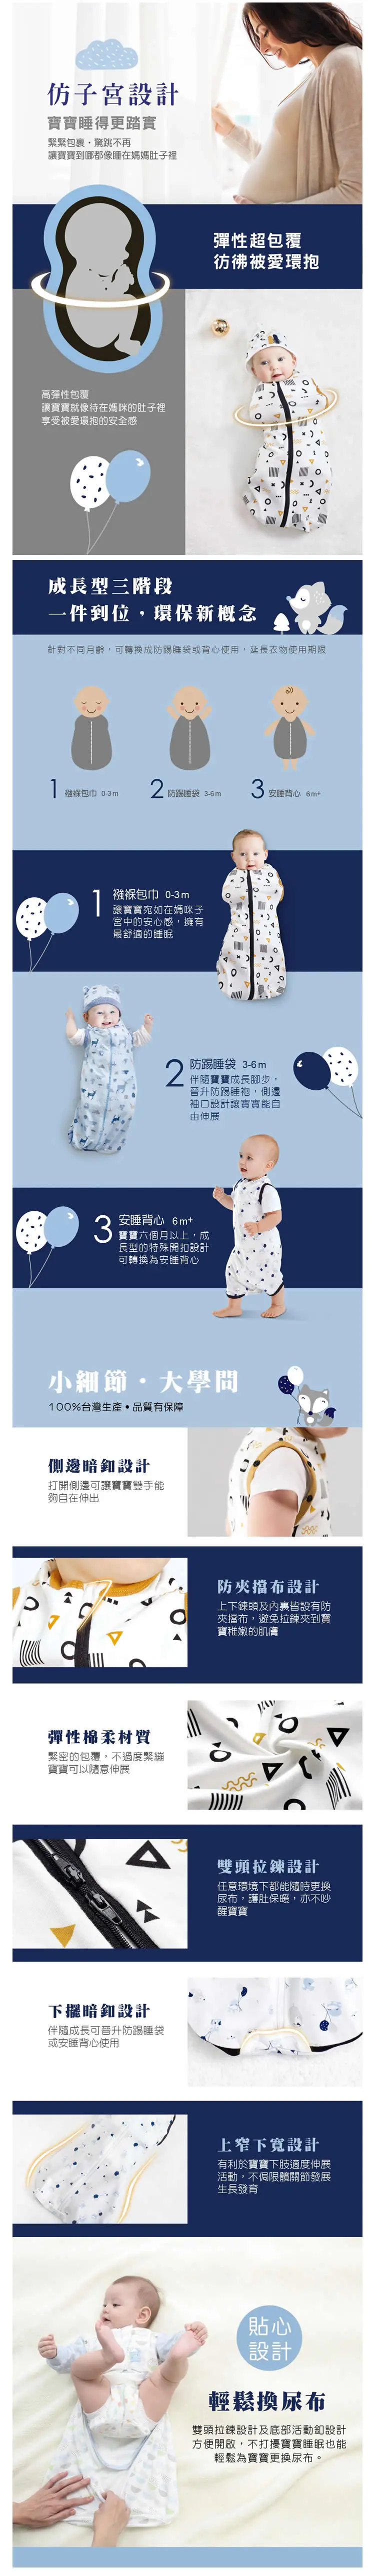 仿子宮設計
寶寶睡得更踏實
緊緊包裹，驚跳不再
讓寶寶到哪都像睡在媽媽肚子裡
彈性超包覆
彷彿被愛環抱
高彈性包覆
讓寶寶就像待在媽咪的肚子裡
享受被愛環抱的安全感
成長型三階段
一件到位，環保新概念
針對不同月齡，可轉換成防踢睡袋或背心使用，延長衣物使用期限
1 襁褓包巾 0-3m
2 防踢睡袋 3-6m
3 安睡背心 6m+
1 襁褓包巾 0-3m
讓寶寶宛如在媽咪子
宮中的安心感，擁有
最舒適的睡眠
2 防踢睡袋 3-6m
伴隨寶寶成長腳步，
晉升防踢睡袍，側邊
袖口設計讓寶寶能自
由伸展
3 安睡背心 6m+
寶寶六個月以上，成
長型的特殊開扣設計
可轉換為安睡背心
小細節・大學問
100%台灣生產・品質有保障
側邊暗釦設計
打開側邊可讓寶寶雙手能
夠自在伸出
防夾擋布設計
上下鍊頭及內裏皆設有防
夾擋布，避免拉鍊夾到寶
寶稚嫩的肌膚
彈性棉柔材質
緊密的包覆，不過度緊繃
寶寶可以隨意伸展
雙頭拉鍊設計
任意環境下都能隨時更換
尿布，護肚保暖，亦不吵
醒寶寶
下擺暗釦設計
伴隨成長可晉升防踢睡袋
或安睡背心使用
上窄下寬設計
有利於寶寶下肢適度伸展
活動，不侷限髖關節發展
生長發育
貼心
設計
輕鬆換尿布
雙頭拉鍊設計及底部活動釦設計
方便開啟，不打擾寶寶睡眠也能
輕鬆為寶寶更換尿布。